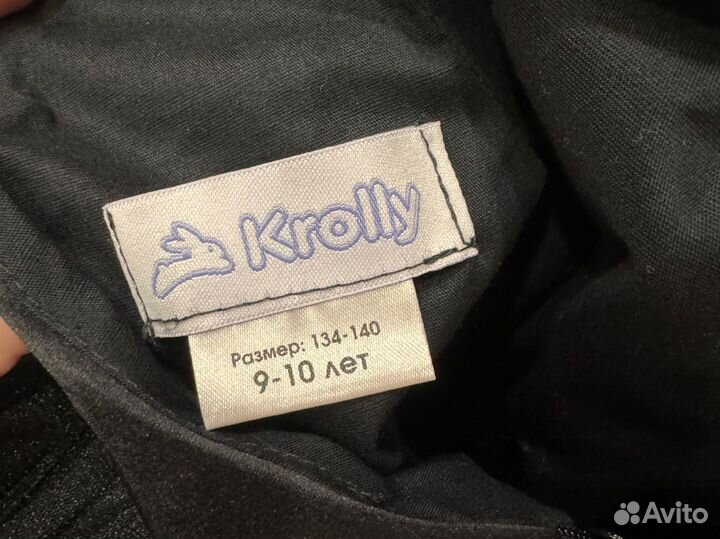 Krolly
Размер: 134-140
9-10 лет
Avito